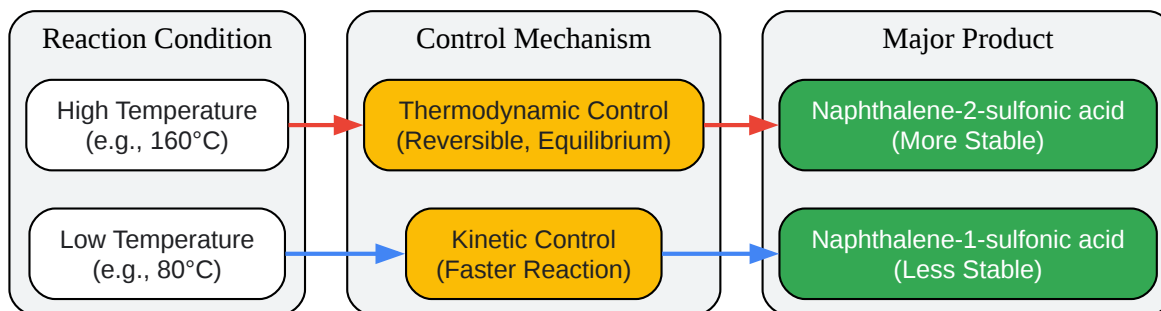 Reaction Condition
High Temperature
(e.g., 160°C)
Low Temperature
(e.g., 80°C)
Control Mechanism
Thermodynamic Control
(Reversible, Equilibrium)
Kinetic Control
(Faster Reaction)
Major Product
Naphthalene-2-sulfonic acid
(More Stable)
Naphthalene-1-sulfonic acid
(Less Stable)